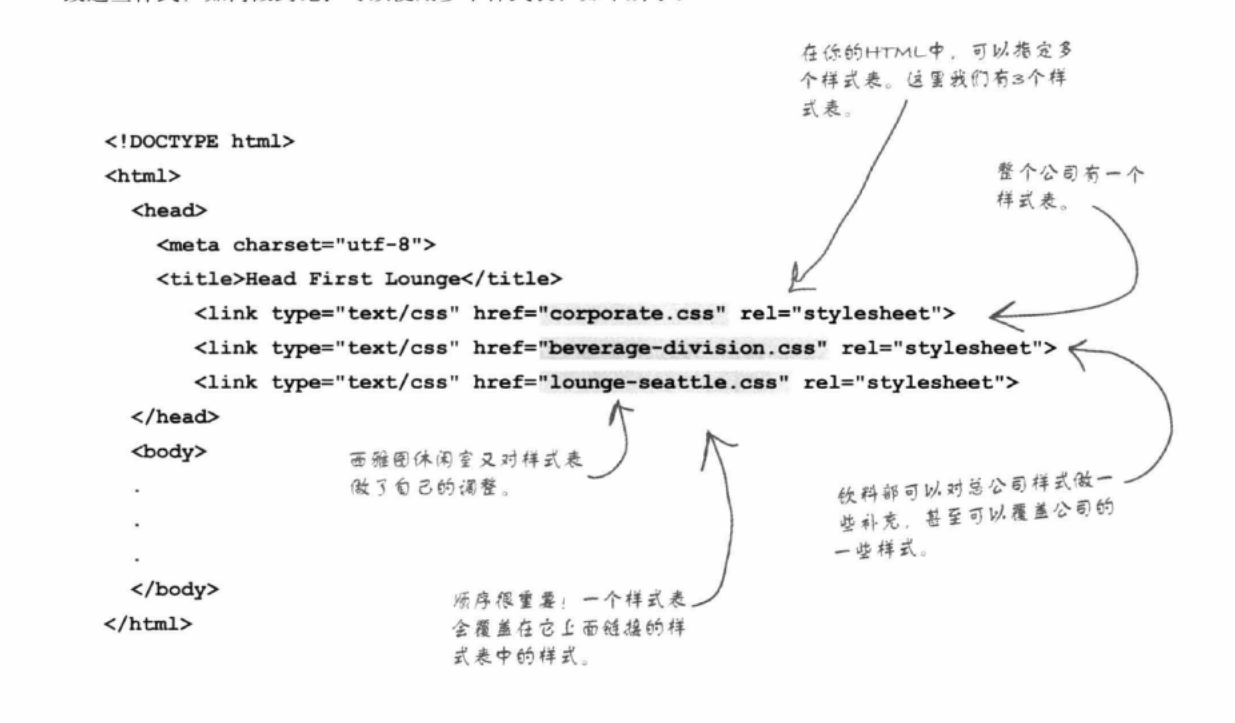 在你的HTML中，可以指定多
个样式表。这里我们有3个样
式表。
整个公司有一个
样式表。
<!DOCTYPE html>
<html>
<head>
<meta charset="utf-8">
<title>Head First Lounge</title>
<link type="text/css" href="corporate.css" rel="stylesheet">
<link type="text/css" href="beverage-division.css" rel="stylesheet">
<link type="text/css" href="lounge-seattle.css" rel="stylesheet">
</head>
<body>
西雅图休闲室又对样式表
做了自己的调整。
饮料部可以对总公司样式做一
些补充，甚至可以覆盖公司的
一些样式。
.
.
.
</body>
</html>
顺序很重要！一个样式表
会覆盖在它上面链接的样
式表中的样式。